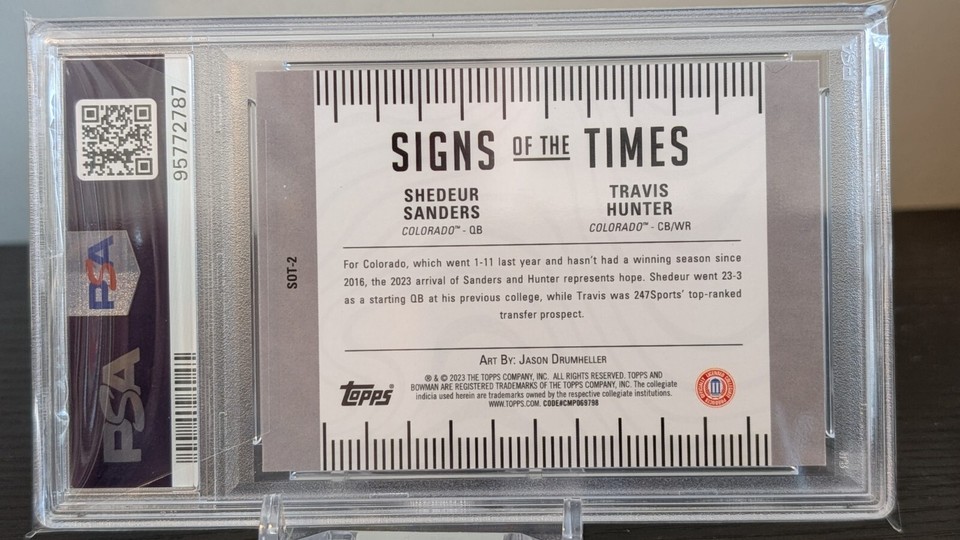 95772787
PSA
PSA
SOT-2
SIGNS OF THE TIMES
SHEDEUR
SANDERS
COLORADO™ - QB
TRAVIS
HUNTER
COLORADO™ - CB/WR
For Colorado, which went 1-11 last year and hasn't had a winning season since
2016, the 2023 arrival of Sanders and Hunter represents hope. Shedeur went 23-3
as a starting QB at his previous college, while Travis was 247Sports' top-ranked
transfer prospect.
ART BY: JASON DRUMHELLER
® & © 2023 THE TOPPS COMPANY, INC. ALL RIGHTS RESERVED. TOPPS AND
BOWMAN ARE REGISTERED TRADEMARKS OF THE TOPPS COMPANY, INC. The collegiate
indicia used herein are trademarks owned by the respective collegiate institutions.
WWW.TOPPS.COM. CODE#CMP069798
topps®